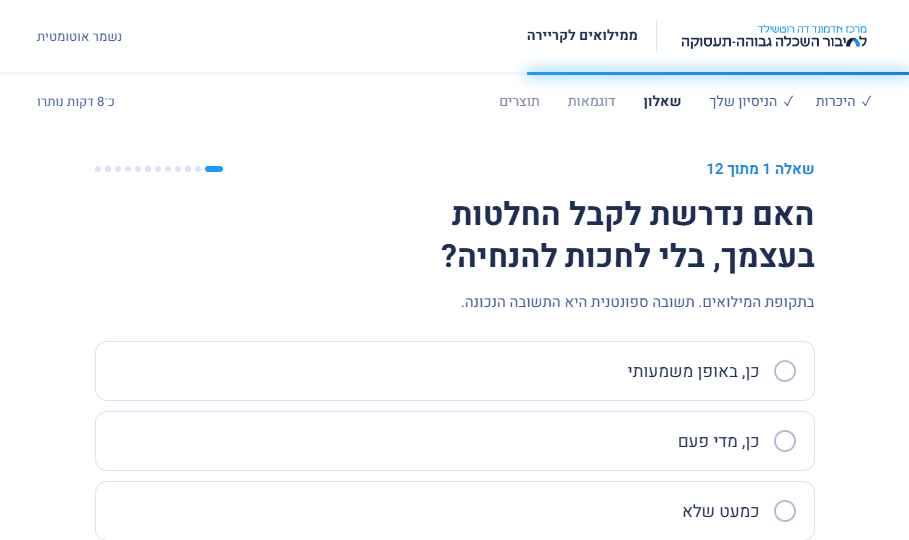 מרכז אדמונד דה רוטשילד
לחיבור השכלה גבוהה-תעסוקה
ממילואים לקריירה
נשמר אוטומטית
✓ היכרות
✓ הניסיון שלך
שאלון
דוגמאות
תוצרים
כ־8 דקות נותרו
שאלה 1 מתוך 12
האם נדרשת לקבל החלטות
בעצמך, בלי לחכות להנחיה?
בתקופת המילואים. תשובה ספונטנית היא התשובה הנכונה.
כן, באופן משמעותי
כן, מדי פעם
כמעט שלא